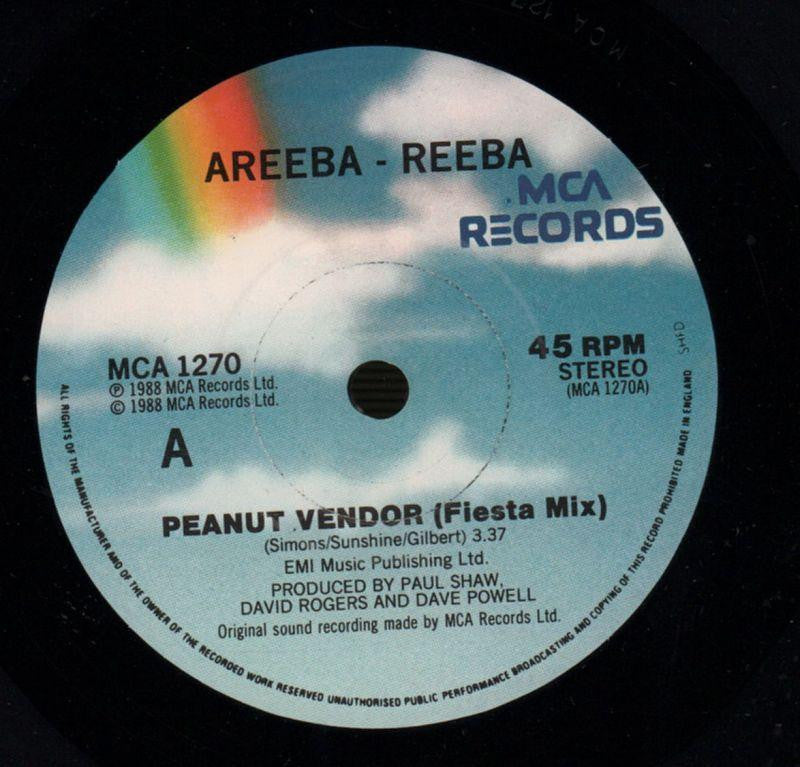 MCA 127
AREEBA - REEBA
MCA
RECORDS
MCA 1270
℗ 1988 MCA Records Ltd.
© 1988 MCA Records Ltd.
45 RPM
STEREO
(MCA 1270A)
SHFD
A
PEANUT VENDOR (Fiesta Mix)
(Simons/Sunshine/Gilbert) 3.37
EMI Music Publishing Ltd.
PRODUCED BY PAUL SHAW,
DAVID ROGERS AND DAVE POWELL
Original sound recording made by MCA Records Ltd.
ALL RIGHTS OF THE MANUFACTURER AND OF THE OWNER OF THE RECORDED WORK RESERVED UNAUTHORISED PUBLIC PERFORMANCE BROADCASTING AND COPYING OF THIS RECORD PROHIBITED MADE IN ENGLAND